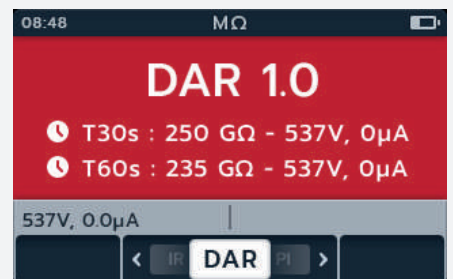 08:48 MΩ
DAR 1.0
T30s : 250 GΩ - 537V, 0µA
T60s : 235 GΩ - 537V, 0µA
537V, 0.0µA
< IR DAR PI >